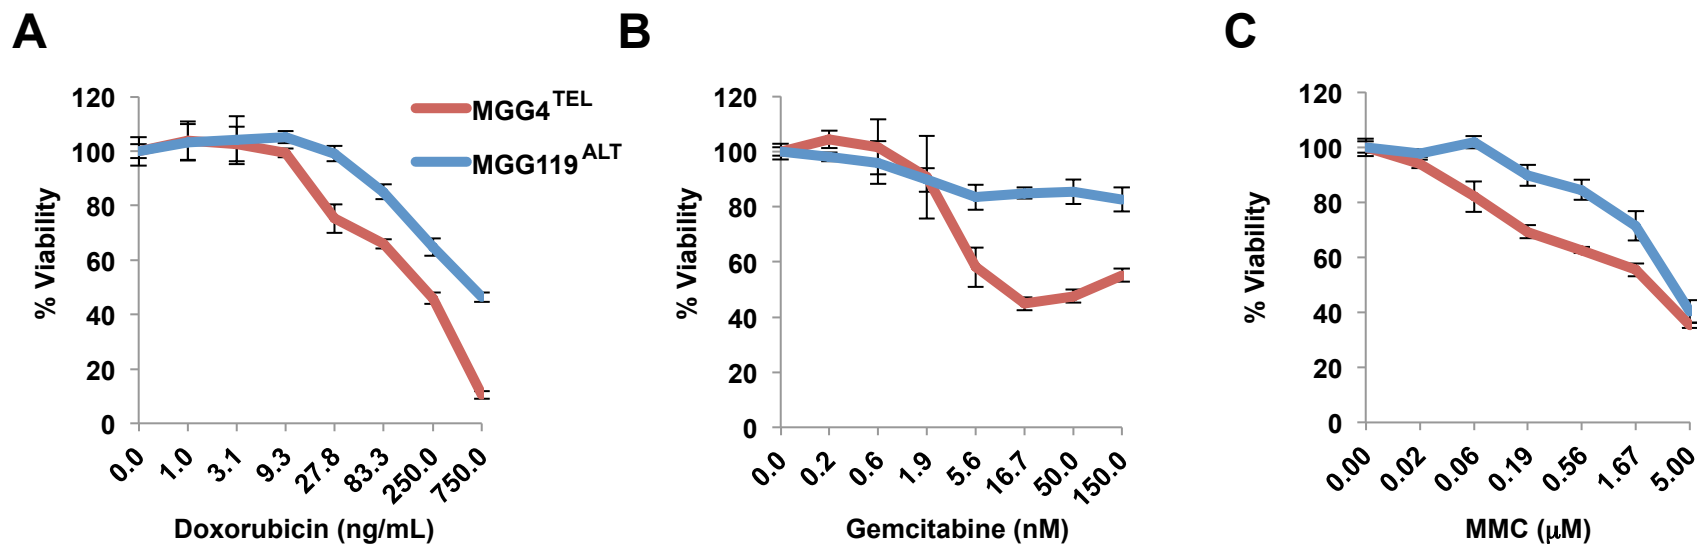 A
120
100
80
60
40
20
0
% Viability
0.0 1.0 3.1 9.3 27.8 83.3 250.0 750.0
Doxorubicin (ng/mL)
MGG4^TEL
MGG119^ALT
B
120
100
80
60
40
20
0
% Viability
0.0 0.2 0.6 1.9 5.6 16.7 50.0 150.0
Gemcitabine (nM)
C
120
100
80
60
40
20
0
% Viability
0.00 0.02 0.06 0.19 0.56 1.67 5.00
MMC (μM)